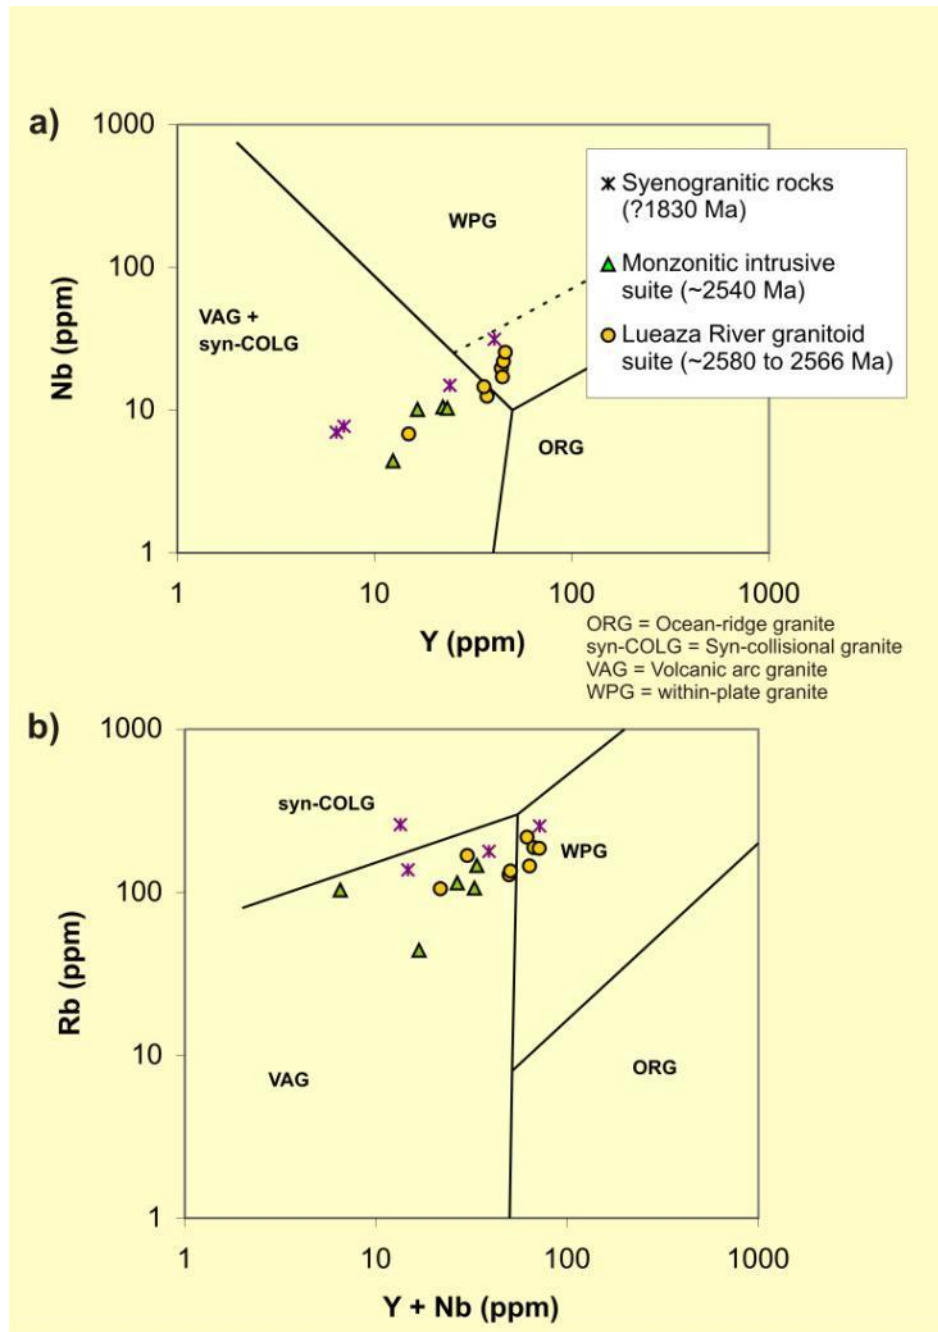 a)
1000
100
10
1
Nb (ppm)
WPG
VAG +
syn-COLG
ORG
Syenogranitic rocks
(?1830 Ma)
Monzonitic intrusive
suite (~2540 Ma)
Lueaza River granitoid
suite (~2580 to 2566 Ma)
1 10 100 1000
Y (ppm)
ORG = Ocean-ridge granite
syn-COLG = Syn-collisional granite
VAG = Volcanic arc granite
WPG = within-plate granite
b)
1000
100
10
1
Rb (ppm)
syn-COLG
WPG
VAG
ORG
1 10 100 1000
Y + Nb (ppm)